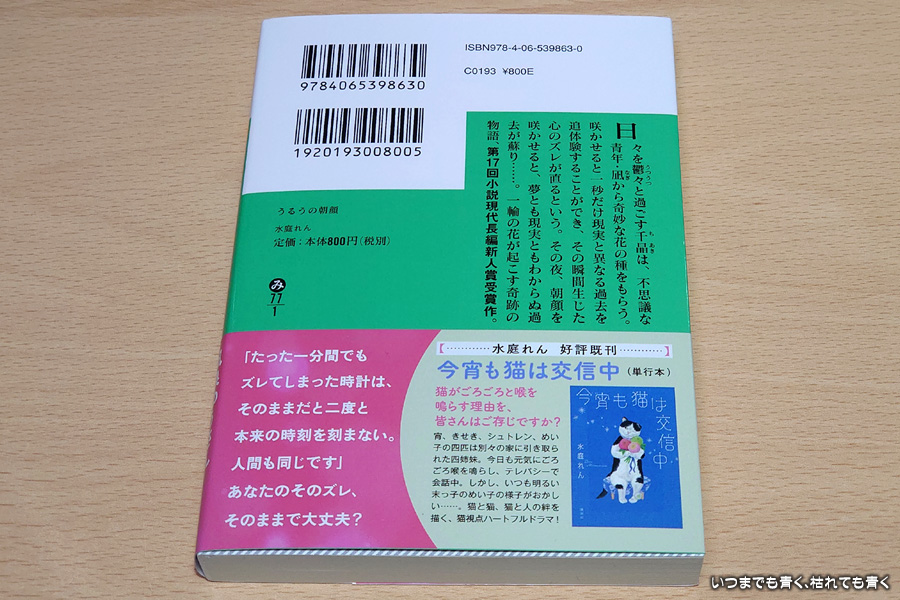 ISBN978-4-06-539863-0
C0193 ¥800E
9784065398630
1920193008005
日々を鬱々と過ごす千晶は、不思議な
青年・凪から奇妙な花の種をもらう。
咲かせると一秒だけ現実と異なる過去を
追体験することができ、その瞬間生じた
心のズレが直るという。その夜、朝顔を
咲かせると、夢とも現実ともわからぬ過
去が蘇り……。一輪の花が起こす奇跡の
物語、第17回小説現代長編新人賞受賞作。
うるうの朝顔
水庭れん
定価:本体800円(税別)
み
77
1
「たった一分間でも
ズレてしまった時計は、
そのままだと二度と
本来の時刻を刻まない。
人間も同じです」
あなたのそのズレ、
そのままで大丈夫?
【…………水庭れん 好評既刊…………】
今宵も猫は交信中(単行本)
猫がごろごろと喉を
鳴らす理由を、
皆さんはご存じですか?
宵、きせき、シュトレン、めい
子の四匹は別々の家に引き取ら
れた四姉妹。今日も元気にごろ
ごろ喉を鳴らし、テレパシーで
会話中。しかし、いつも明るい
末っ子のめい子の様子がおかし
い……。猫と猫、猫と人の絆を
描く、猫視点ハートフルドラマ!
今宵も猫は
交信中
水庭れん
いつまでも青く、枯れても青く